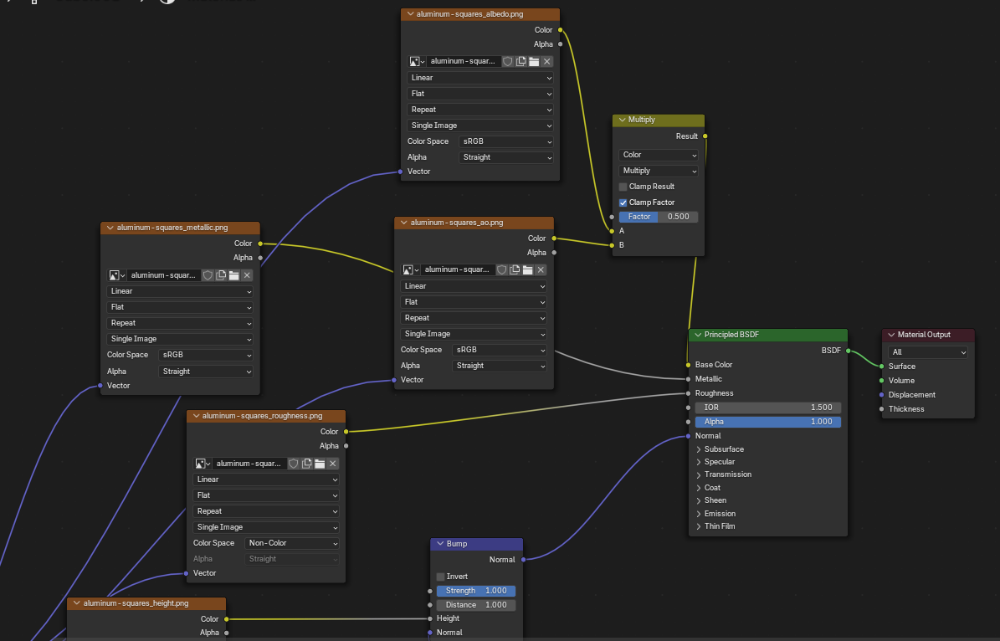 aluminum-squares_albedo.png
Color
Alpha
aluminum-squar...
Linear
Flat
Repeat
Single Image
Color Space sRGB
Alpha Straight
Vector
Multiply
Result
Color
Multiply
Clamp Result
Clamp Factor
Factor 0.500
A
B
aluminum-squares_metallic.png
Color
Alpha
aluminum-squar...
Linear
Flat
Repeat
Single Image
Color Space sRGB
Alpha Straight
Vector
aluminum-squares_ao.png
Color
Alpha
aluminum-squar...
Linear
Flat
Repeat
Single Image
Color Space sRGB
Alpha Straight
Vector
Principled BSDF
BSDF
Base Color
Metallic
Roughness
IOR 1.500
Alpha 1.000
Normal
Subsurface
Specular
Transmission
Coat
Sheen
Emission
Thin Film
Material Output
All
Surface
Volume
Displacement
Thickness
aluminum-squares_roughness.png
Color
Alpha
aluminum-squar...
Linear
Flat
Repeat
Single Image
Color Space Non-Color
Alpha Straight
Vector
Bump
Normal
Invert
Strength 1.000
Distance 1.000
Height
Normal
aluminum-squares_height.png
Color
Alpha